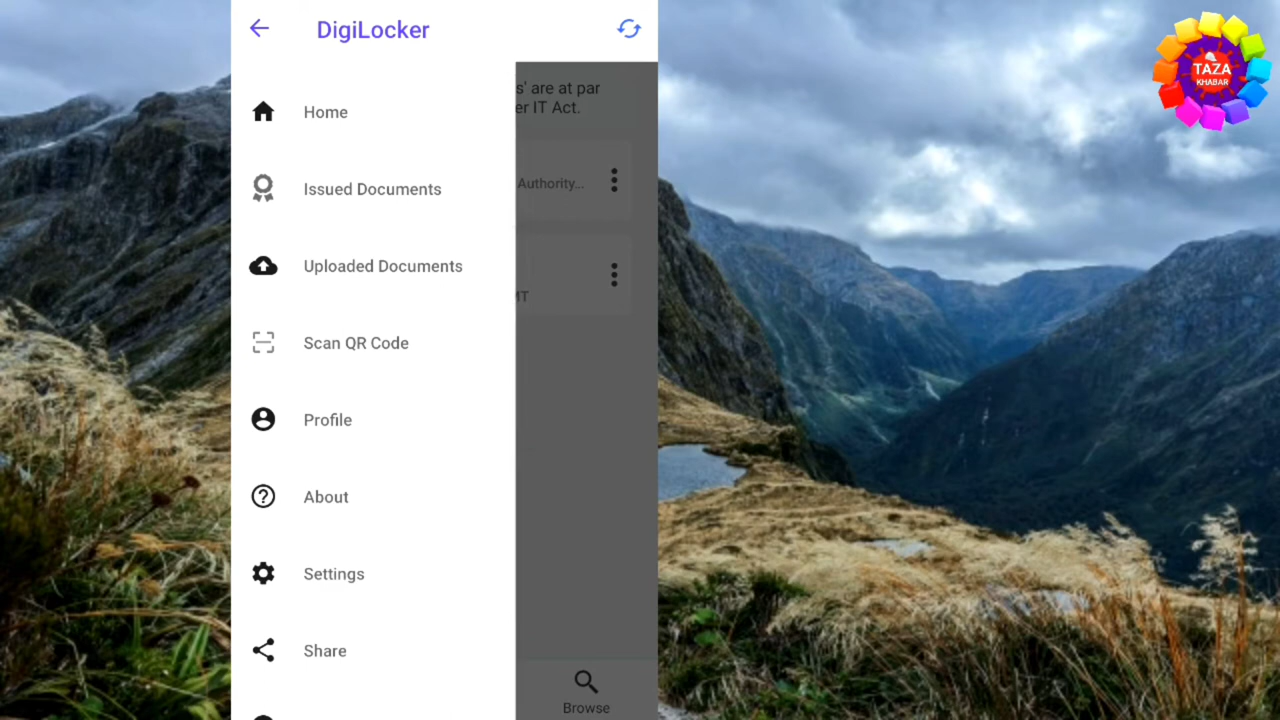 DigiLocker
s' are at par
er IT Act.
Home
Authority...
Issued Documents
Uploaded Documents
MT
Scan QR Code
Profile
About
Settings
Share
Browse
TAZA
KHABAR